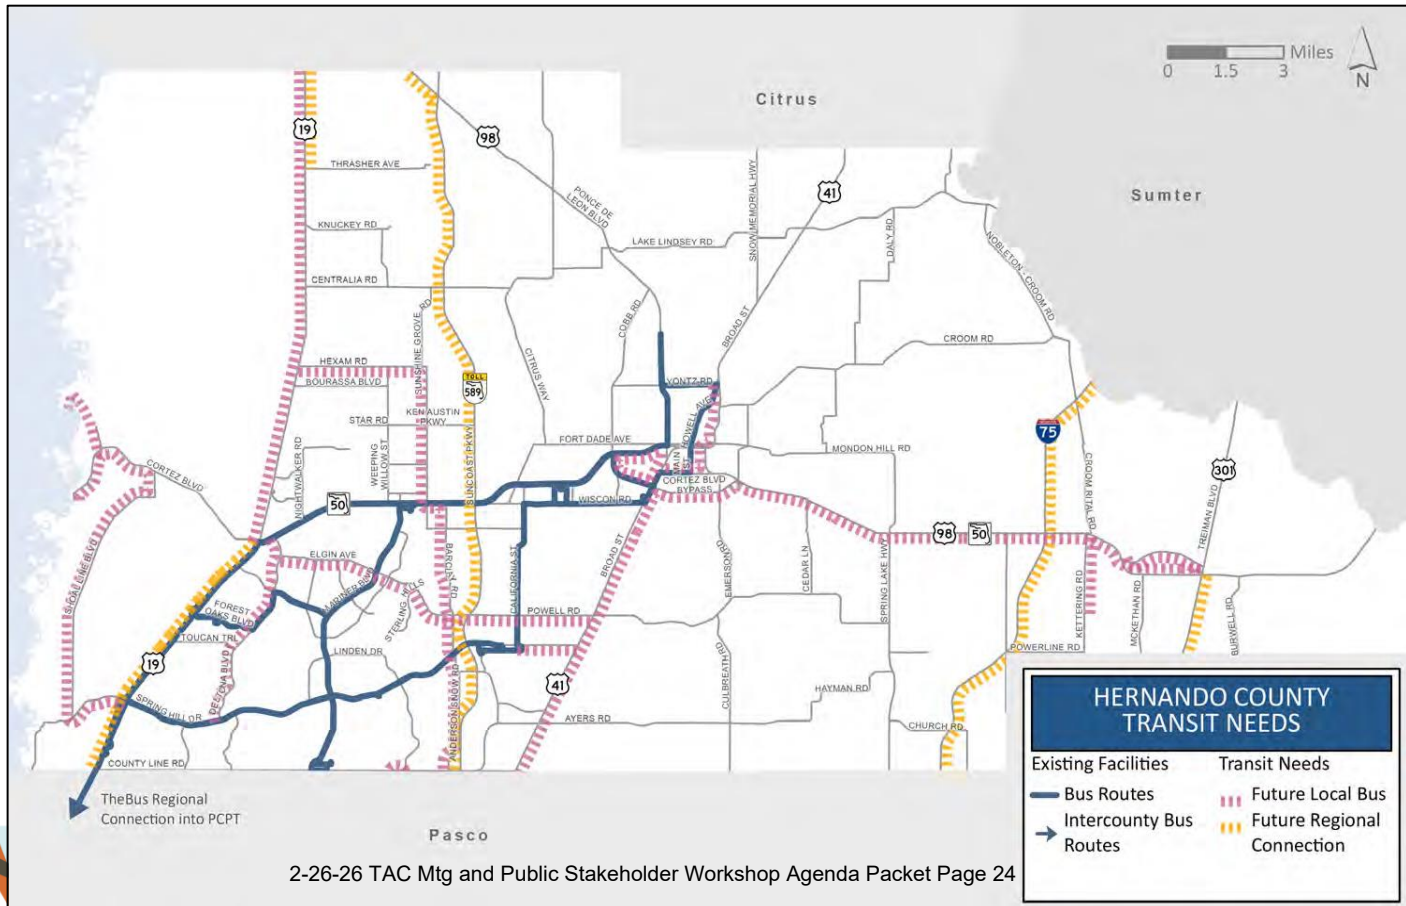 Miles
0 1.5 3
N
Citrus
Sumter
19
98
THRASHER AVE
PONCE DE
LEON BLVD
SNOW MEMORIAL HWY
41
KNUCKEY RD
LAKE LINDSEY RD
DALY RD
NOBLETON - CROOM RD
CENTRALIA RD
SUNSHINE GROVE RD
COBB RD
BROAD ST
CROOM RD
HEXAM RD
BOURASSA BLVD
CITRUS WAY
YONTZ RD
TOLL
589
STAR RD
KEN AUSTIN
PKWY
HOWELL AVE
75
NIGHTWALKER RD
WEEPING
WILLOW ST
SUNCOAST PKWY
FORT DADE AVE
MAIN ST
MONDON HILL RD
CORTEZ BLVD
CORTEZ BLVD
BYPASS
CROOM RITAL RD
301
TREIMAN BLVD
50
WISCON RD
98
50
SHOAL LINE BLVD
ELGIN AVE
MARINER BLVD
BARCLAY RD
CALIFORNIA ST
BROAD ST
EMERSON RD
CEDAR LN
SPRING LAKE HWY
KETTERING RD
MCKETHAN RD
BURWELL RD
FOREST
OAKS BLVD
STERLING HILLS
POWELL RD
TOUCAN TRL
LINDEN DR
POWERLINE RD
19
DELTONA BLVD
ANDERSON SNOW RD
41
CULBREATH RD
HAYMAN RD
SPRING HILL DR
AYERS RD
CHURCH RD
COUNTY LINE RD
TheBus Regional
Connection into PCPT
Pasco
HERNANDO COUNTY
TRANSIT NEEDS
Existing Facilities
Bus Routes
Intercounty Bus
Routes
Transit Needs
Future Local Bus
Future Regional
Connection
2-26-26 TAC Mtg and Public Stakeholder Workshop Agenda Packet Page 24